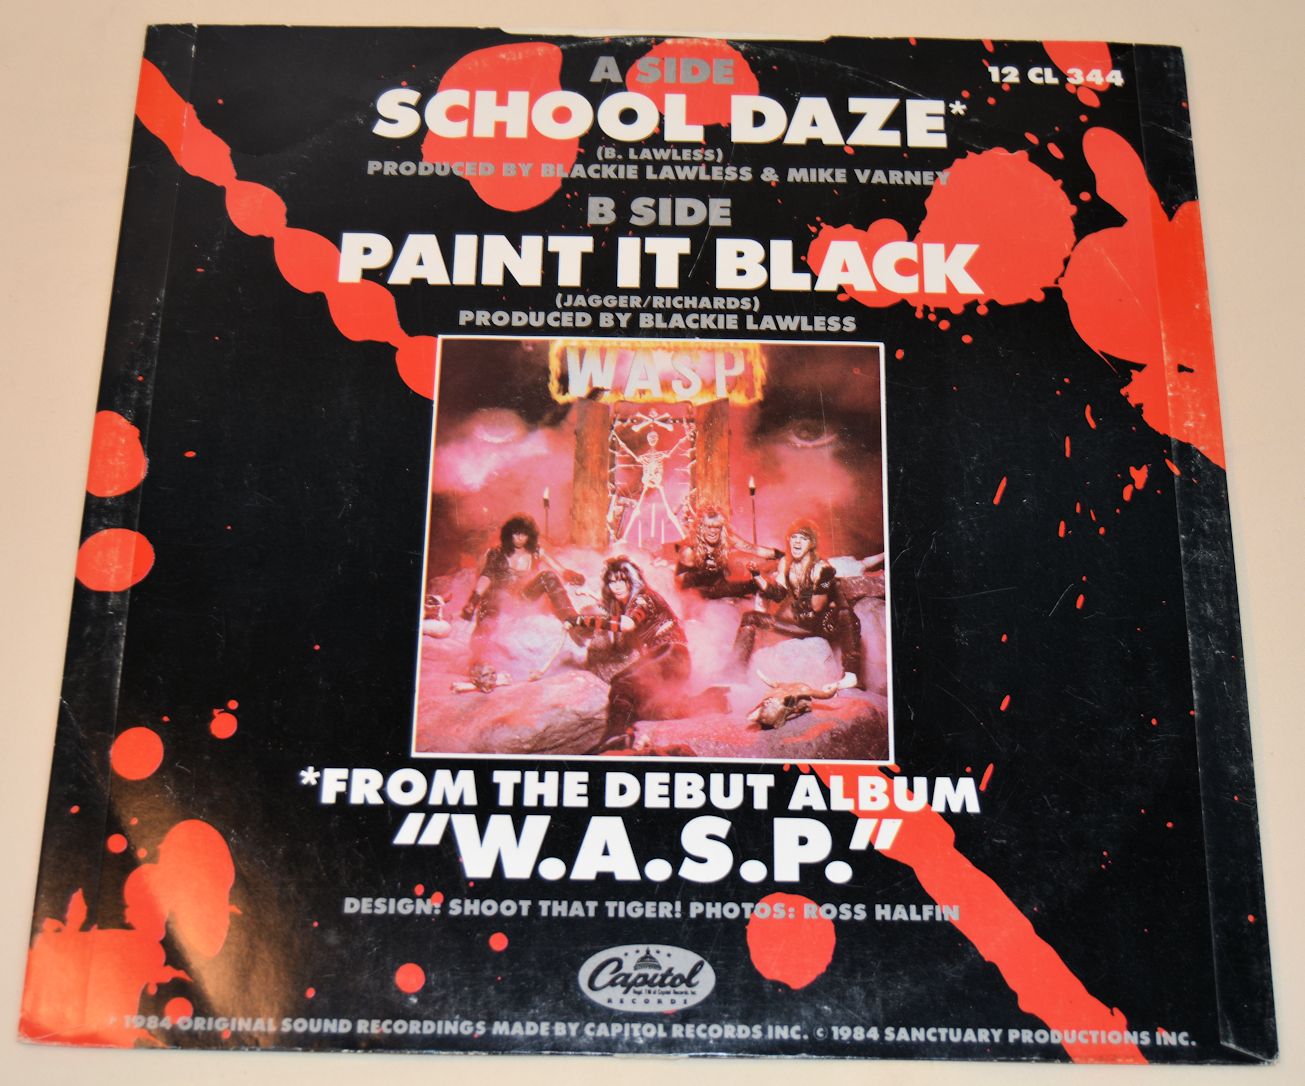 12 CL 344
A SIDE
SCHOOL DAZE*
(B. LAWLESS)
PRODUCED BY BLACKIE LAWLESS & MIKE VARNEY
B SIDE
PAINT IT BLACK
(JAGGER/RICHARDS)
PRODUCED BY BLACKIE LAWLESS
W.A.S.P.
*FROM THE DEBUT ALBUM
"W.A.S.P."
DESIGN: SHOOT THAT TIGER! PHOTOS: ROSS HALFIN
Capitol
RECORDS
1984 ORIGINAL SOUND RECORDINGS MADE BY CAPITOL RECORDS INC. © 1984 SANCTUARY PRODUCTIONS INC.